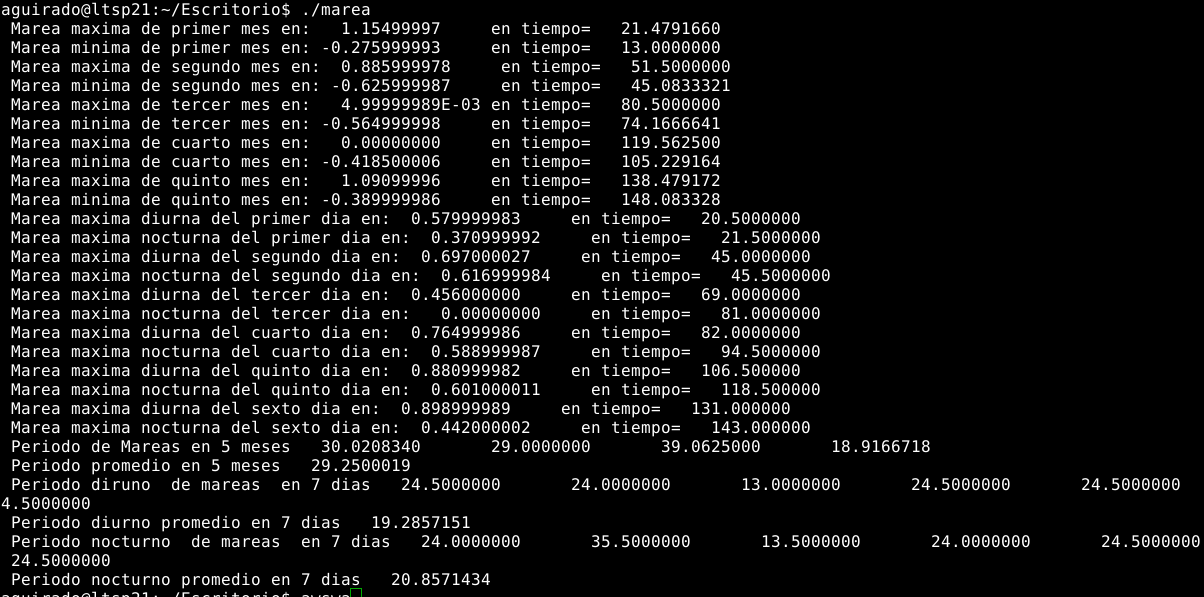 aguirado@ltsp21:~/Escritorio$ ./marea
Marea maxima de primer mes en: 1.15499997 en tiempo= 21.4791660
Marea minima de primer mes en: -0.275999993 en tiempo= 13.0000000
Marea maxima de segundo mes en: 0.885999978 en tiempo= 51.5000000
Marea minima de segundo mes en: -0.625999987 en tiempo= 45.0833321
Marea maxima de tercer mes en: 4.99999989E-03 en tiempo= 80.5000000
Marea minima de tercer mes en: -0.564999998 en tiempo= 74.1666641
Marea maxima de cuarto mes en: 0.00000000 en tiempo= 119.562500
Marea minima de cuarto mes en: -0.418500006 en tiempo= 105.229164
Marea maxima de quinto mes en: 1.09099996 en tiempo= 138.479172
Marea minima de quinto mes en: -0.389999986 en tiempo= 148.083328
Marea maxima diurna del primer dia en: 0.579999983 en tiempo= 20.5000000
Marea maxima nocturna del primer dia en: 0.370999992 en tiempo= 21.5000000
Marea maxima diurna del segundo dia en: 0.697000027 en tiempo= 45.0000000
Marea maxima nocturna del segundo dia en: 0.616999984 en tiempo= 45.5000000
Marea maxima diurna del tercer dia en: 0.456000000 en tiempo= 69.0000000
Marea maxima nocturna del tercer dia en: 0.00000000 en tiempo= 81.0000000
Marea maxima diurna del cuarto dia en: 0.764999986 en tiempo= 82.0000000
Marea maxima nocturna del cuarto dia en: 0.588999987 en tiempo= 94.5000000
Marea maxima diurna del quinto dia en: 0.880999982 en tiempo= 106.500000
Marea maxima nocturna del quinto dia en: 0.601000011 en tiempo= 118.500000
Marea maxima diurna del sexto dia en: 0.898999989 en tiempo= 131.000000
Marea maxima nocturna del sexto dia en: 0.442000002 en tiempo= 143.000000
Periodo de Mareas en 5 meses 30.0208340 29.0000000 39.0625000 18.9166718
Periodo promedio en 5 meses 29.2500019
Periodo diruno de mareas en 7 dias 24.5000000 24.0000000 13.0000000 24.5000000 24.5000000
4.5000000
Periodo diurno promedio en 7 dias 19.2857151
Periodo nocturno de mareas en 7 dias 24.0000000 35.5000000 13.5000000 24.0000000 24.5000000
24.5000000
Periodo nocturno promedio en 7 dias 20.8571434
aguirado@ltsp21:~/Escritorio$